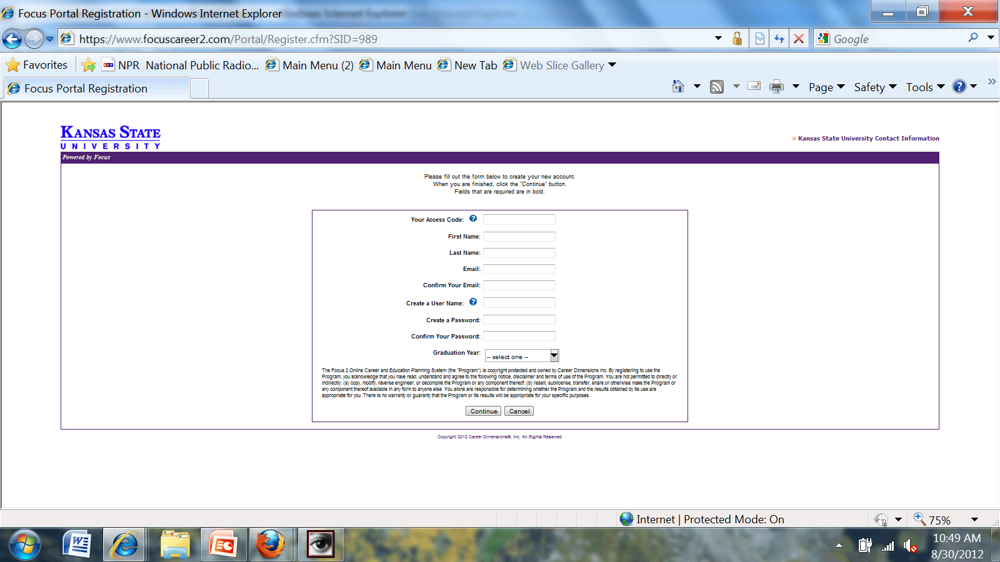 Focus Portal Registration - Windows Internet Explorer
https://www.focuscareer2.com/Portal/Register.cfm?SID=989
Google
Favorites
NPR National Public Radio...
Main Menu (2)
Main Menu
New Tab
Web Slice Gallery
Focus Portal Registration
Page
Safety
Tools
KANSAS STATE
UNIVERSITY
» Kansas State University Contact Information
Powered by Focus
Please fill out the form below to create your new account.
When you are finished, click the "Continue" button.
Fields that are required are in bold.
Your Access Code:
First Name:
Last Name:
Email:
Confirm Your Email:
Create a User Name:
Create a Password:
Confirm Your Password:
Graduation Year:
-- select one --
The Focus 2 Online Career and Education Planning System (the "Program") is copyright protected and owned by Career Dimensions Inc. By registering to use the
Program, you acknowledge that you have read, understand and agree to the following notice, disclaimer and terms of use of the Program. You are not permitted to directly or
indirectly: (a) copy, modify, reverse engineer, or decompile the Program or any component thereof, (b) resell, sublicense, transfer, share or otherwise make the Program or
any component thereof available in any form to anyone else. You alone are responsible for determining whether the Program and the results obtained by its use are
appropriate for you. There is no warranty or guaranty that the Program or its results will be appropriate for your specific purposes.
Continue
Cancel
Copyright 2012 Career Dimensions®, Inc. All Rights Reserved
Internet | Protected Mode: On
75%
10:49 AM
8/30/2012